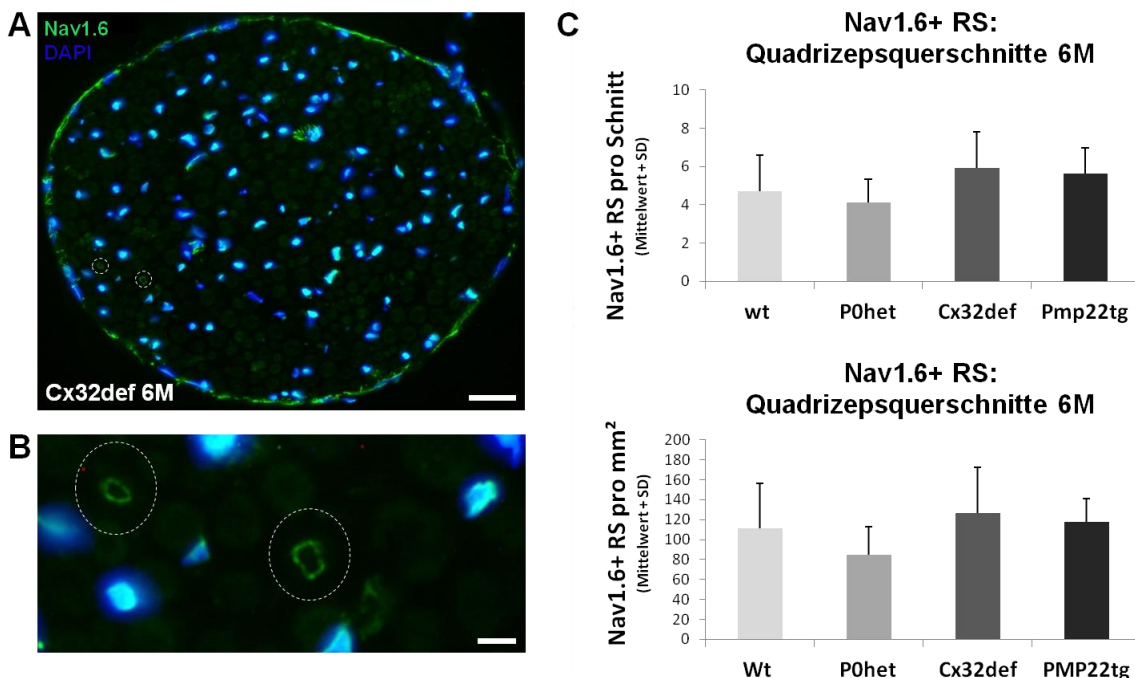 A
Nav1.6
DAPI
Cx32def 6M
B
C
Nav1.6+ RS:
Quadrizepsquerschnitte 6M
Nav1.6+ RS pro Schnitt
(Mittelwert + SD)
10
8
6
4
2
0
wt P0het Cx32def Pmp22tg
Nav1.6+ RS:
Quadrizepsquerschnitte 6M
Nav1.6+ RS pro mm²
(Mittelwert + SD)
200
180
160
140
120
100
80
60
40
20
0
Wt P0het Cx32def PMP22tg